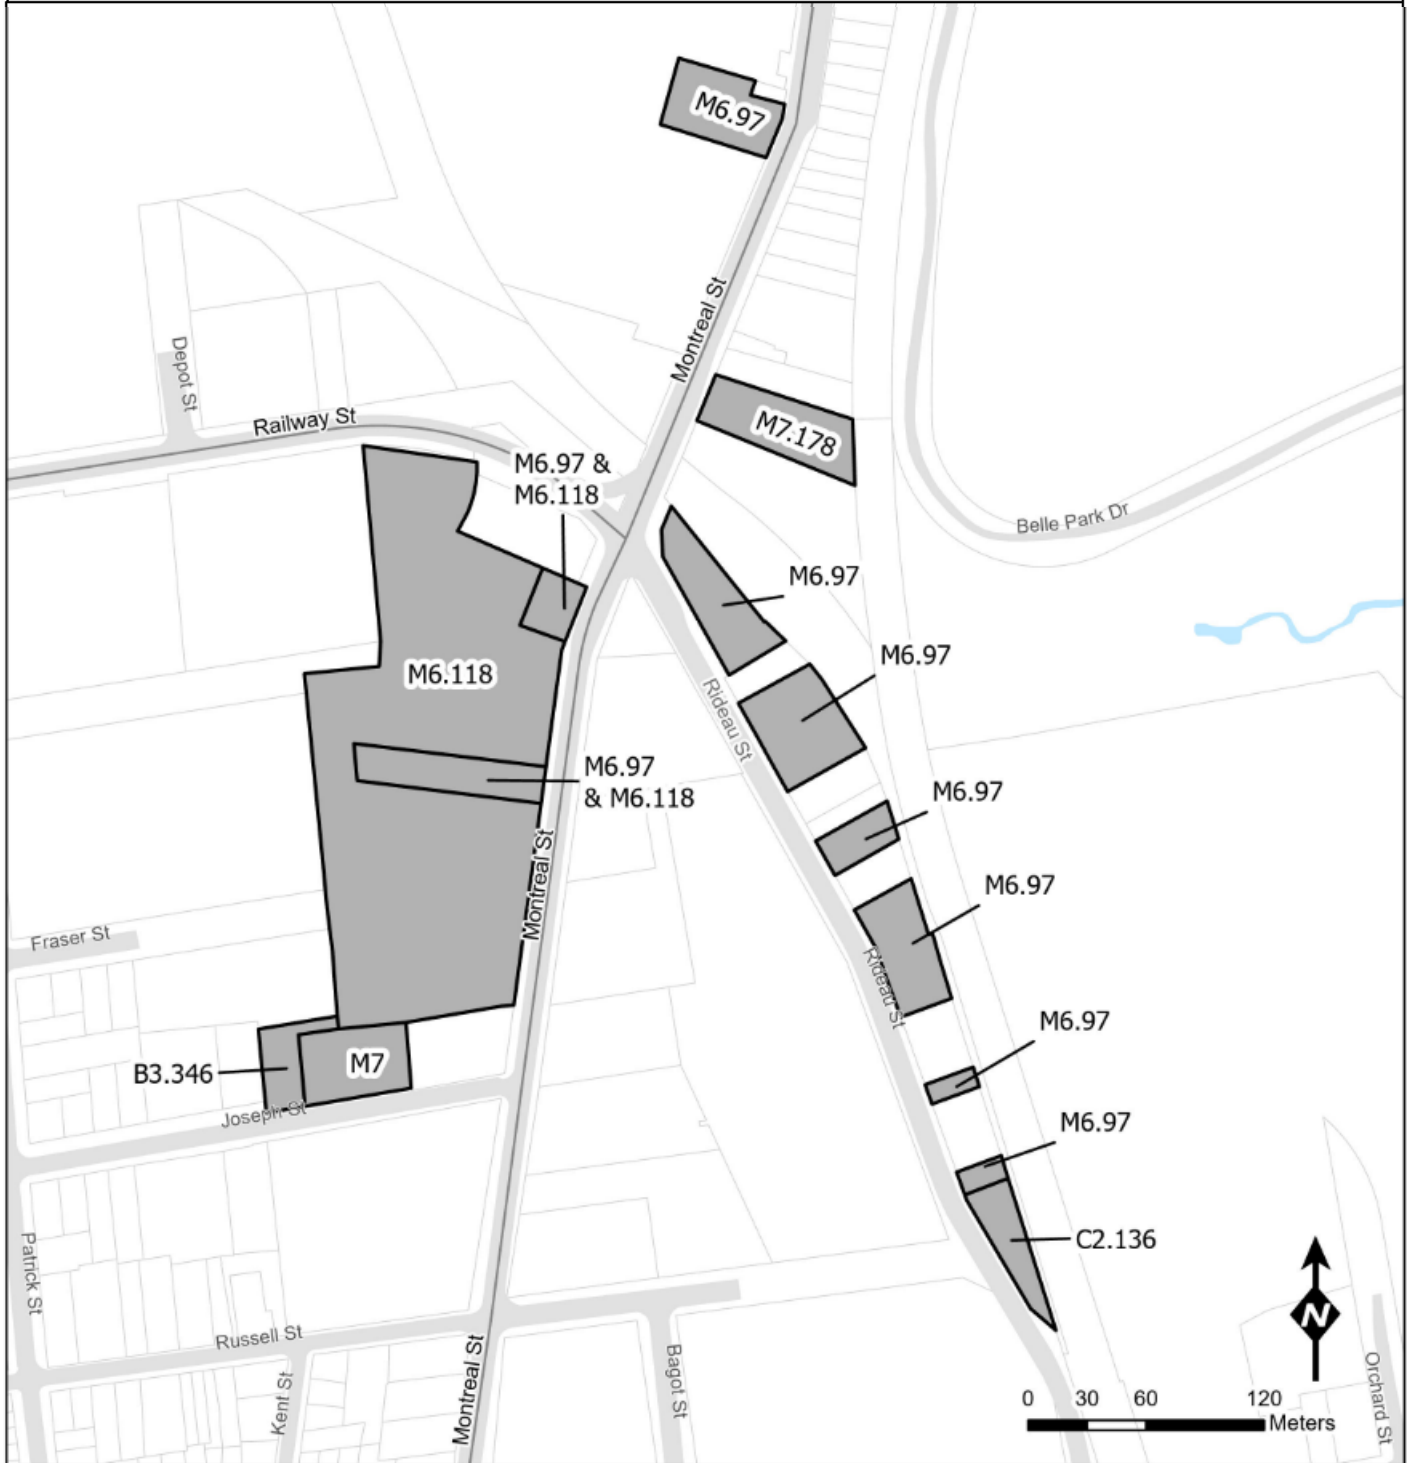 M6.97
Montreal St
Depot St
Railway St
M7.178
M6.97 &
M6.118
Belle Park Dr
M6.97
M6.97
M6.118
Rideau St
M6.97
& M6.118
M6.97
Montreal St
M6.97
Fraser St
Rideau St
M6.97
M7
B3.346
Joseph St
M6.97
C2.136
Patrick St
N
Russell St
Montreal St
Kent St
Bagot St
Orchard St
0 30 60 120
Meters